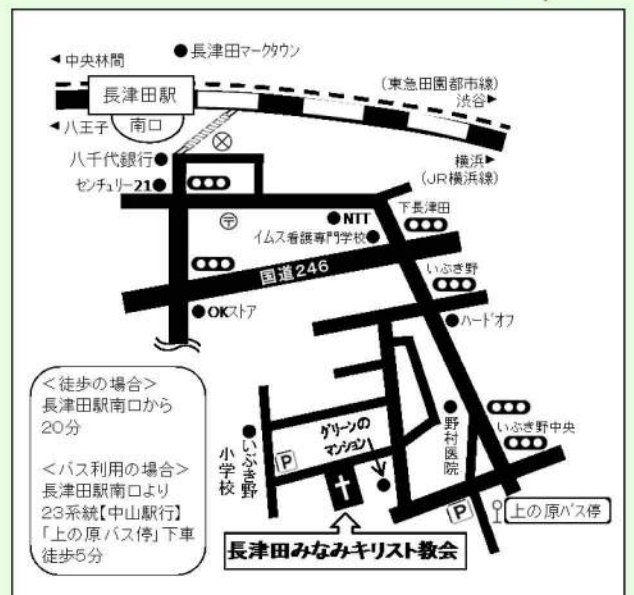 ◄中央林間
●長津田マークタウン
長津田駅
(東急田園都市線)
渋谷►
◄八王子
南口
八千代銀行●
横浜►
(JR横浜線)
センチュリー21●
下長津田
〒
●NTT
イムス看護専門学校●
国道246
いぶき野
●OKストア
●ハードオフ
<徒歩の場合>
長津田駅南口から
20分
<バス利用の場合>
長津田駅南口より
23系統【中山駅行】
「上の原バス停」下車
徒歩5分
●いぶき野
小学校
P
グリーンの
マンション
●野村医院
いぶき野中央
P
上の原バス停
長津田みなみキリスト教会